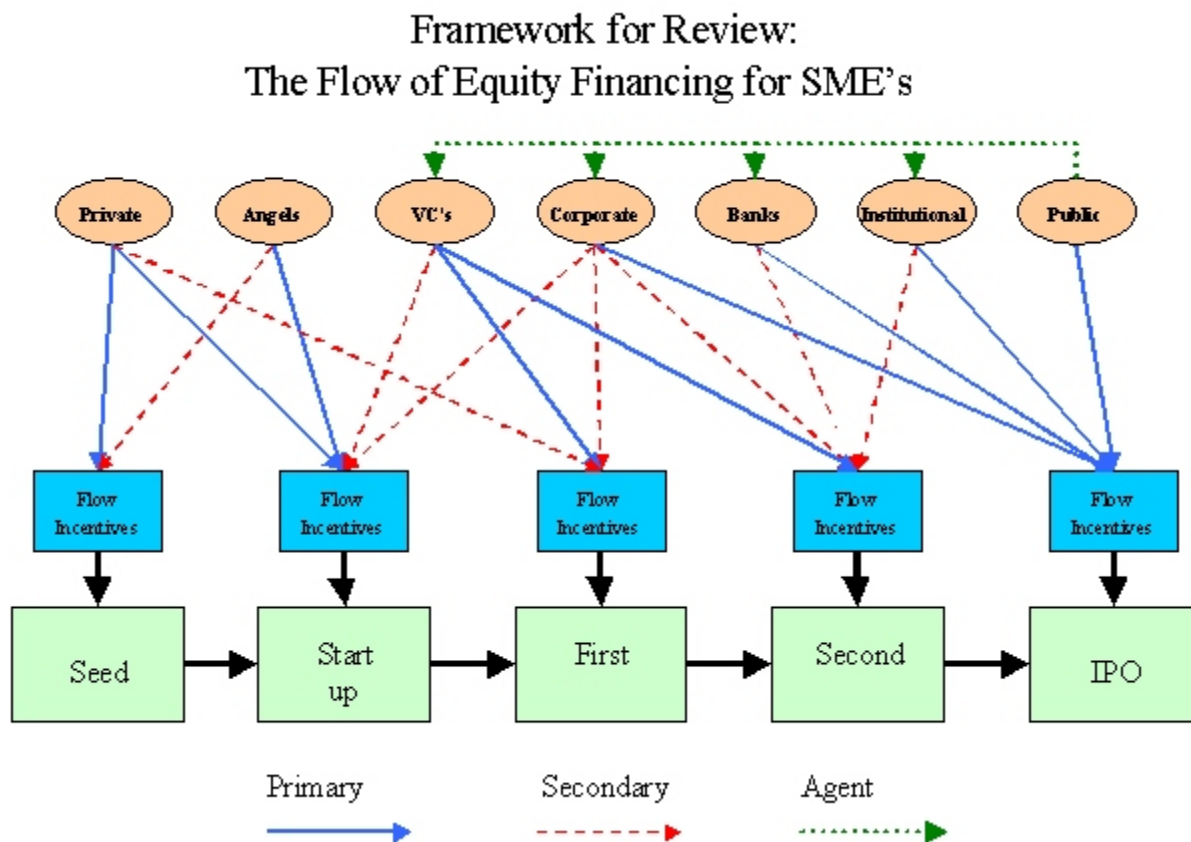 Framework for Review:
The Flow of Equity Financing for SME's
Private
Angels
VC's
Corporate
Banks
Institutional
Public
Flow
Incentives
Flow
Incentives
Flow
Incentives
Flow
Incentives
Flow
Incentives
Seed
Start
up
First
Second
IPO
Primary
Secondary
Agent